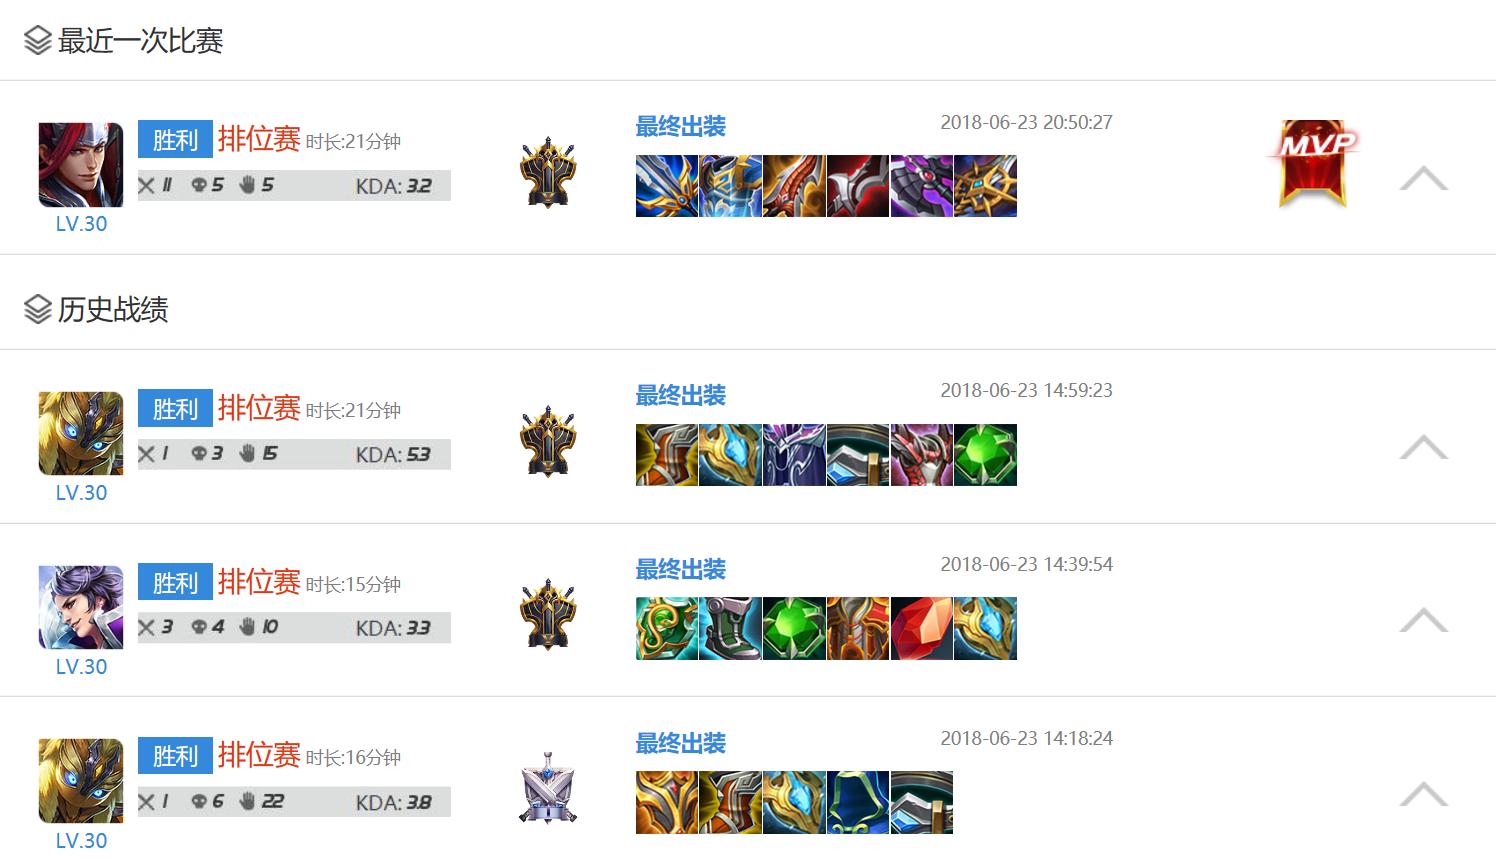 最近一次比赛
胜利 排位赛 时长:21分钟
11 5 5 KDA: 3.2
LV.30
最终出装
2018-06-23 20:50:27
MVP
历史战绩
胜利 排位赛 时长:21分钟
1 3 15 KDA: 5.3
LV.30
最终出装
2018-06-23 14:59:23
胜利 排位赛 时长:15分钟
3 4 10 KDA: 3.3
LV.30
最终出装
2018-06-23 14:39:54
胜利 排位赛 时长:16分钟
1 6 22 KDA: 3.8
LV.30
最终出装
2018-06-23 14:18:24